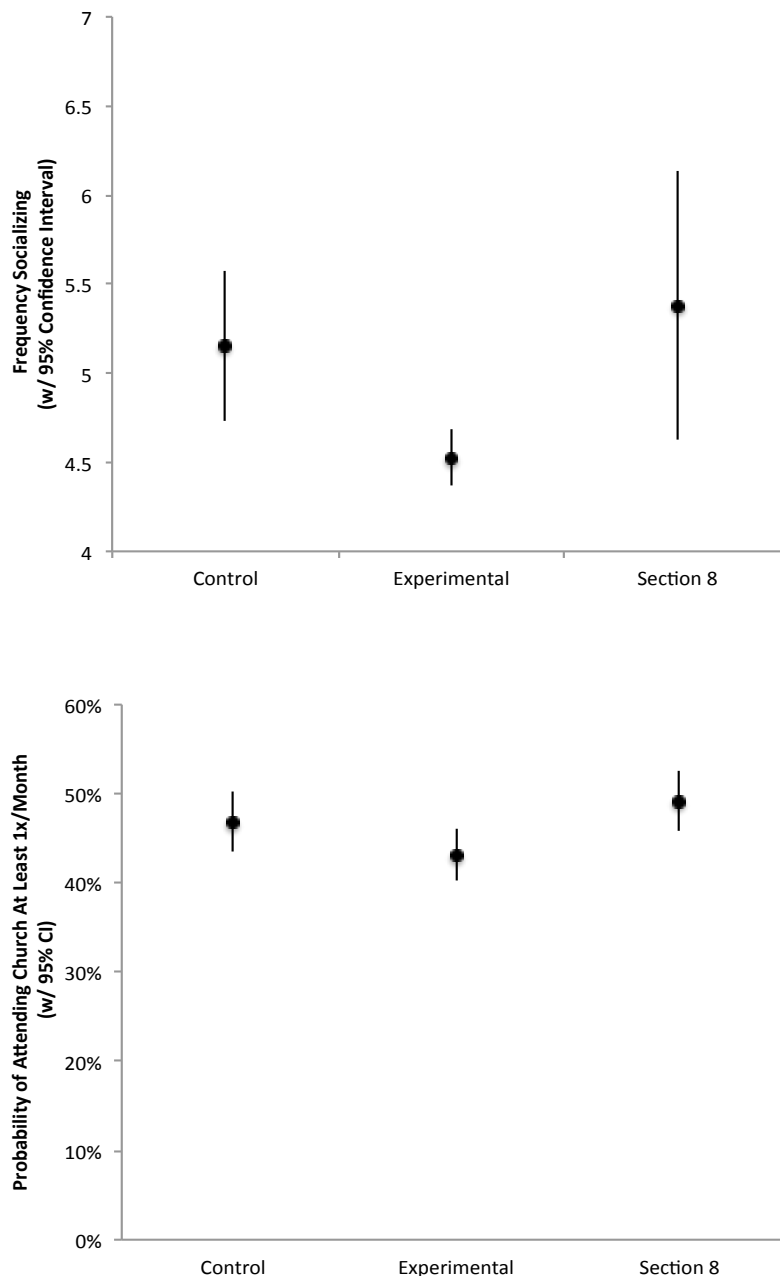 7
6.5
6
5.5
5
4.5
4
Frequency Socializing
(w/ 95% Confidence Interval)
Control Experimental Section 8
60%
50%
40%
30%
20%
10%
0%
Probability of Attending Church At Least 1x/Month
(w/ 95% CI)
Control Experimental Section 8